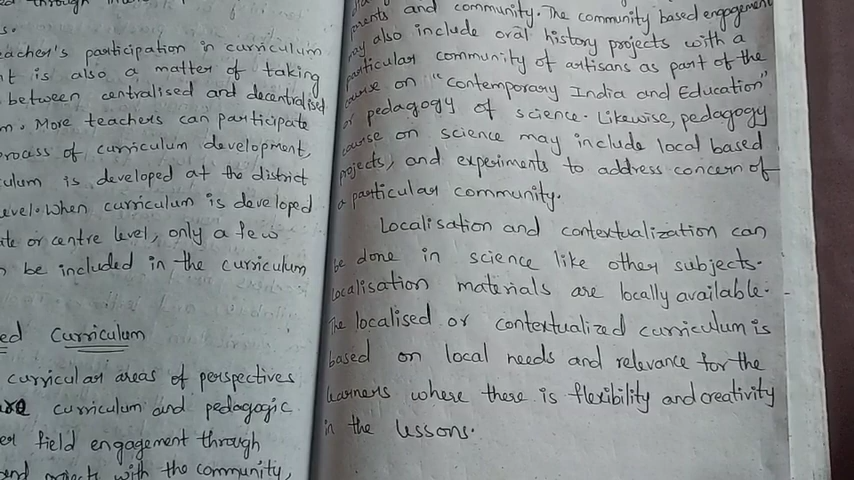 s.
eacher's participation in curriculum
t is also a matter of taking
between centralised and decentralised
m. More teachers can participate
rocess of curriculum development,
ulum is developed at the district
evel. When curriculum is developed
te or centre level, only a few
be included in the curriculum
ed Curriculum
curricular areas of perspectives
are curriculum and pedagogic
er field engagement through
and projects with the community,
parents and community. The community based engagement
may also include oral history projects with a
particular community of artisans as part of the
course on "contemporary India and Education"
or pedagogy of science. Likewise, pedagogy
course on science may include local based
projects, and experiments to address concern of
a particular community.
Localisation and contextualization can
be done in science like other subjects.
Localisation materials are locally available.
The localised or contextualized curriculum is
based on local needs and relevance for the
learners where there is flexibility and creativity
in the lessons.